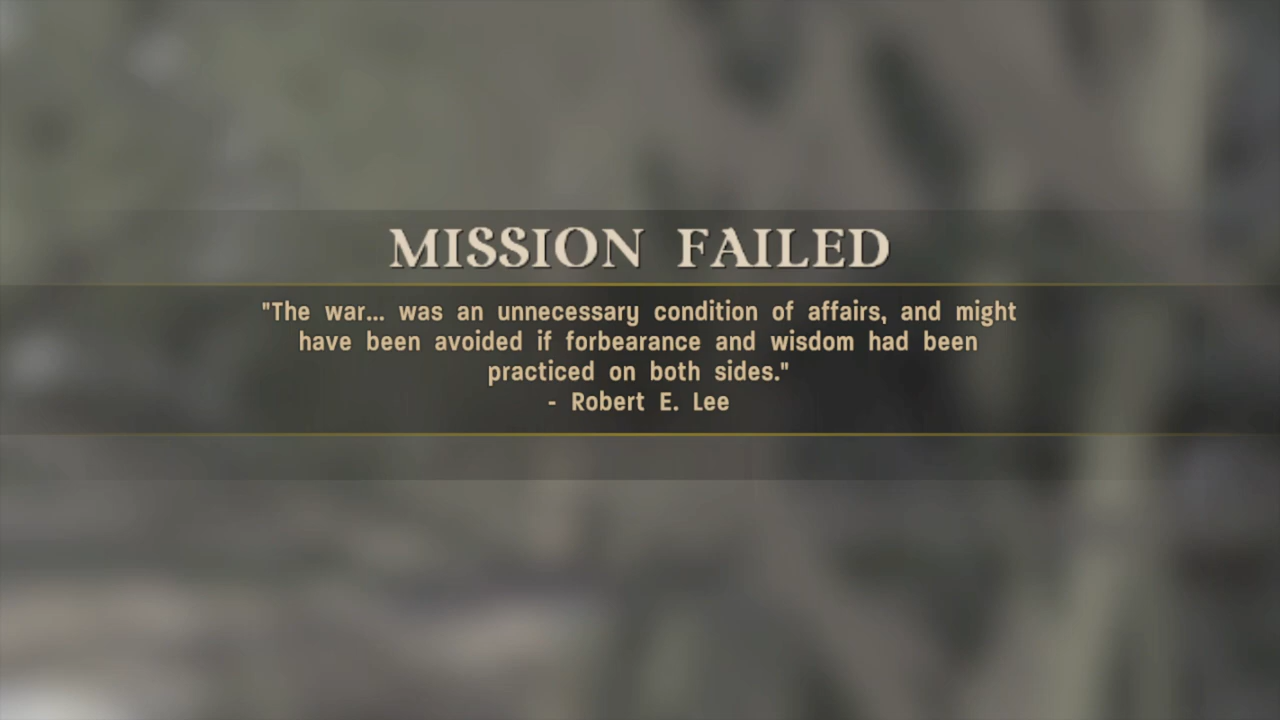 MISSION FAILED
"The war... was an unnecessary condition of affairs, and might
have been avoided if forbearance and wisdom had been
practiced on both sides."
- Robert E. Lee